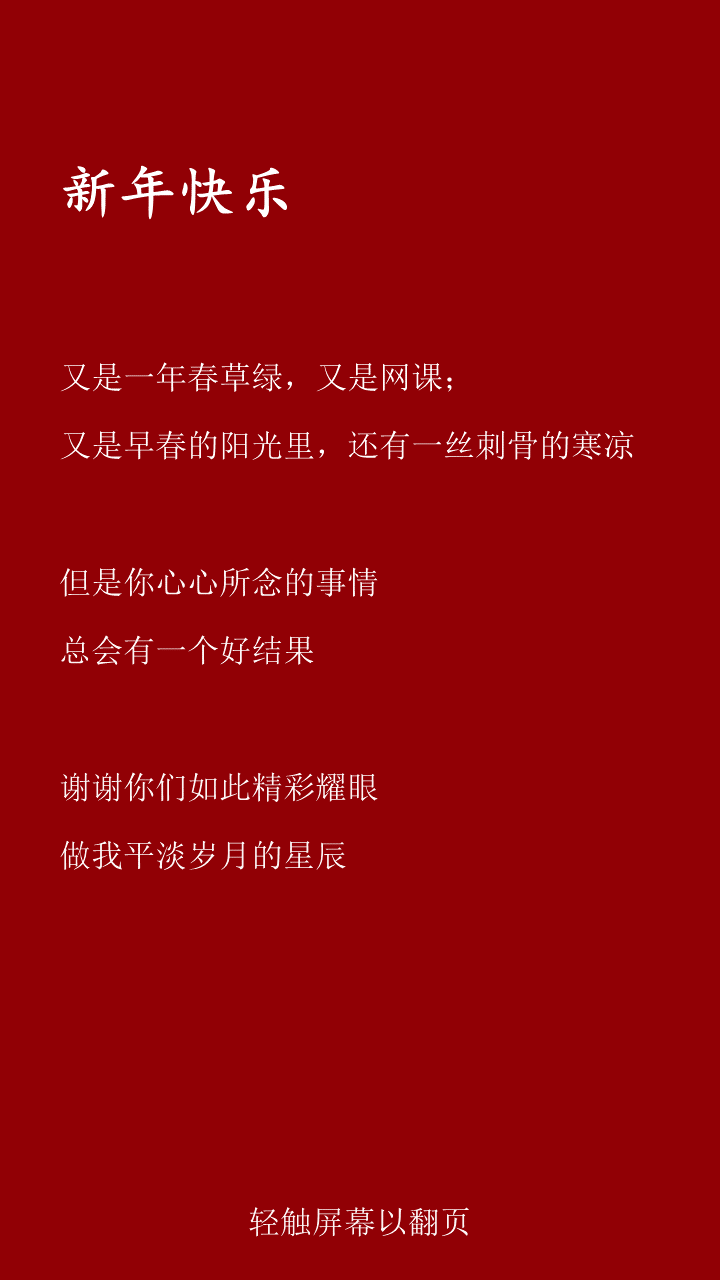 新年快乐
又是一年春草绿，又是网课；
又是早春的阳光里，还有一丝刺骨的寒凉
但是你心心所念的事情
总会有一个好结果
谢谢你们如此精彩耀眼
做我平淡岁月的星辰
轻触屏幕以翻页